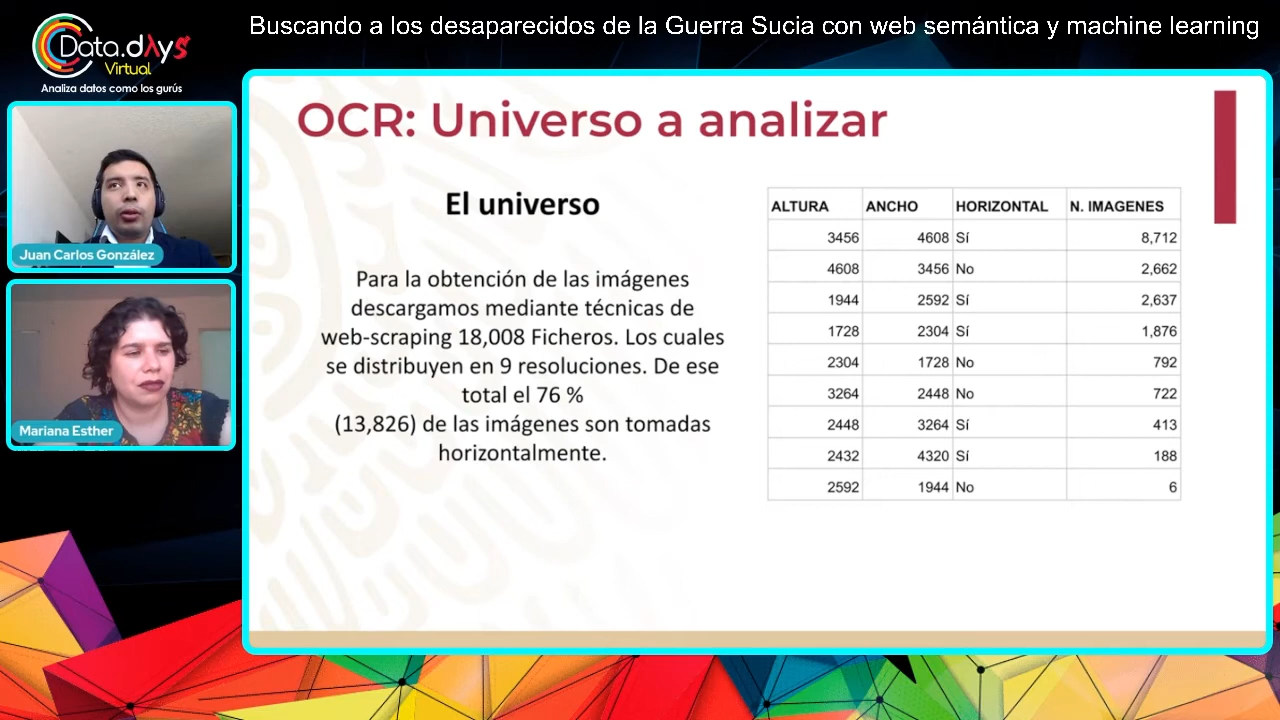 Buscando a los desaparecidos de la Guerra Sucia con web semántica y machine learning
Data.dAys
Virtual
Analiza datos como los gurús
Juan Carlos González
Mariana Esther
OCR: Universo a analizar
El universo
Para la obtención de las imágenes
descargamos mediante técnicas de
web-scraping 18,008 Ficheros. Los cuales
se distribuyen en 9 resoluciones. De ese
total el 76 %
(13,826) de las imágenes son tomadas
horizontalmente.
ALTURA ANCHO HORIZONTAL N. IMAGENES
3456 4608 Sí 8,712
4608 3456 No 2,662
1944 2592 Sí 2,637
1728 2304 Sí 1,876
2304 1728 No 792
3264 2448 No 722
2448 3264 Sí 413
2432 4320 Sí 188
2592 1944 No 6